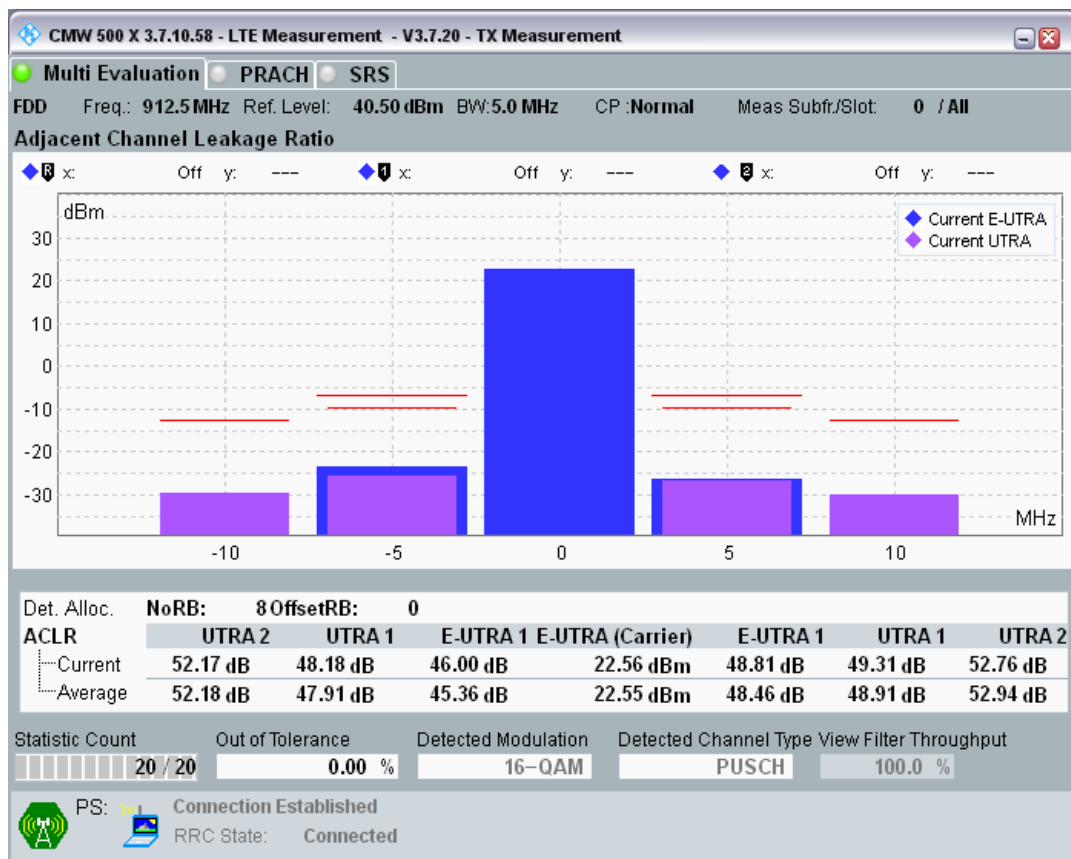 CMW 500 X 3.7.10.58 - LTE Measurement - V3.7.20 - TX Measurement
Multi Evaluation PRACH SRS
FDD Freq.: 912.5 MHz Ref. Level: 40.50 dBm BW:5.0 MHz CP :Normal Meas Subfr./Slot: 0 / All
Adjacent Channel Leakage Ratio
R x: Off y: --- 1 x: Off y: --- 2 x: Off y: ---
dBm
Current E-UTRA
Current UTRA
30
20
10
0
-10
-20
-30
MHz
-10 -5 0 5 10
Det. Alloc. NoRB: 8 OffsetRB: 0
ACLR UTRA 2 UTRA 1 E-UTRA 1 E-UTRA (Carrier) E-UTRA 1 UTRA 1 UTRA 2
Current 52.17 dB 48.18 dB 46.00 dB 22.56 dBm 48.81 dB 49.31 dB 52.76 dB
Average 52.18 dB 47.91 dB 45.36 dB 22.55 dBm 48.46 dB 48.91 dB 52.94 dB
Statistic Count Out of Tolerance Detected Modulation Detected Channel Type View Filter Throughput
20 / 20 0.00 % 16-QAM PUSCH 100.0 %
PS: Connection Established
RRC State: Connected